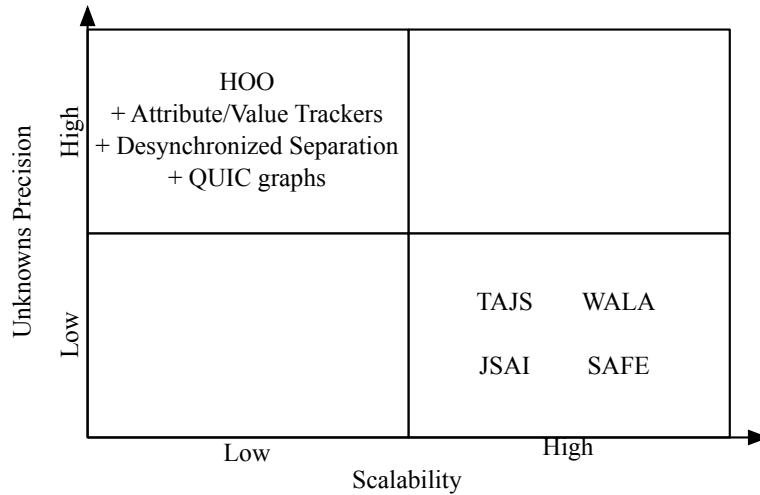 HOO
+ Attribute/Value Trackers
+ Desynchronized Separation
+ QUIC graphs
High
Unknowns Precision
Low
TAJS WALA
JSAI SAFE
Low High
Scalability